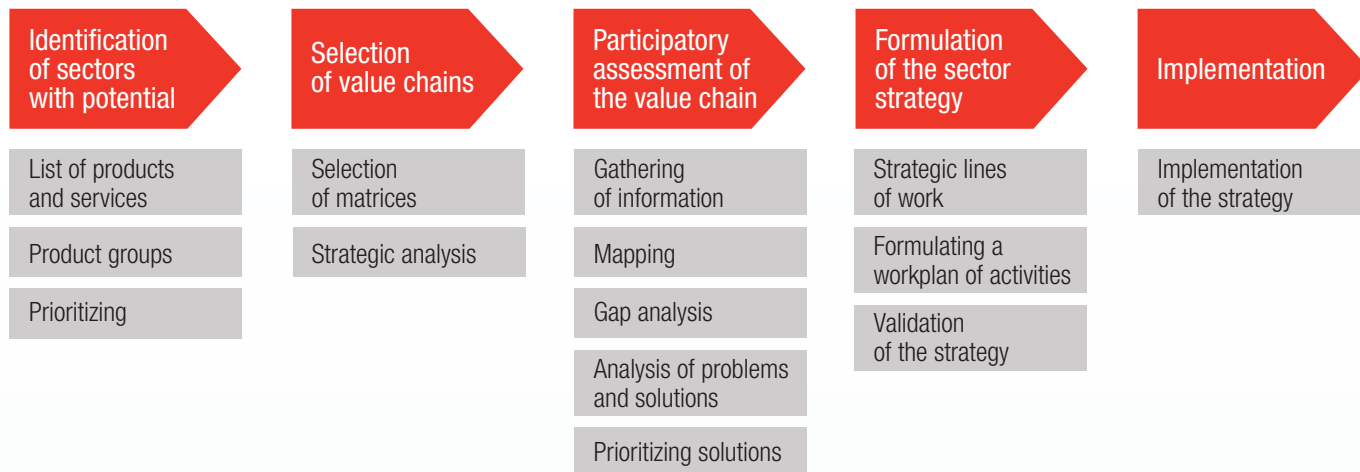 Identification
of sectors
with potential
List of products
and services
Product groups
Prioritizing
Selection
of value chains
Selection
of matrices
Strategic analysis
Participatory
assessment of
the value chain
Gathering
of information
Mapping
Gap analysis
Analysis of problems
and solutions
Prioritizing solutions
Formulation
of the sector
strategy
Strategic lines
of work
Formulating a
workplan of activities
Validation
of the strategy
Implementation
Implementation
of the strategy